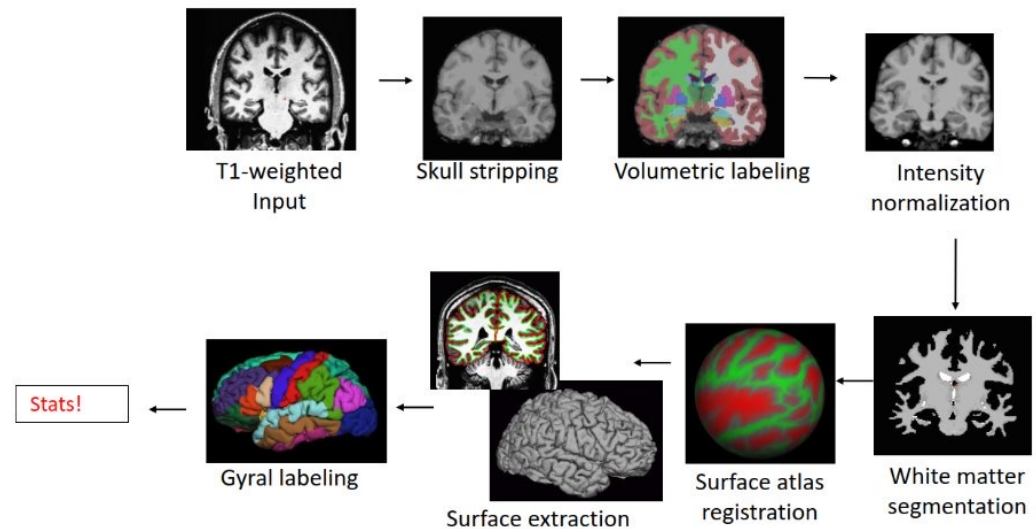 T1-weighted
Input
Skull stripping
Volumetric labeling
Intensity
normalization
White matter
segmentation
Surface atlas
registration
Surface extraction
Gyral labeling
Stats!